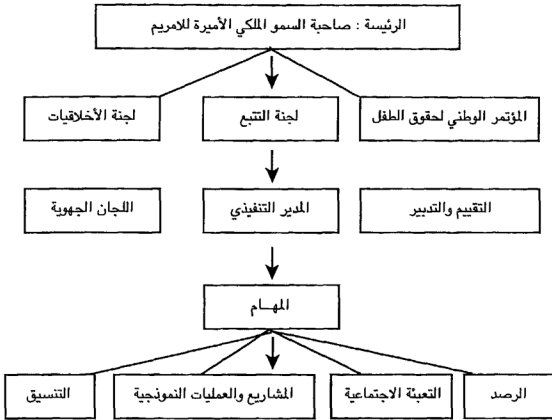 الرئيسة : صاحبة السمو الملكي الأميرة للامريم
المؤتمر الوطني لحقوق الطفل
لجنة التتبع
لجنة الأخلاقيات
التقييم والتدبير
المدير التنفيذي
اللجان الجهوية
المهـــام
الرصد
التعبئة الاجتماعية
المشاريع والعمليات النموذجية
التنسيق